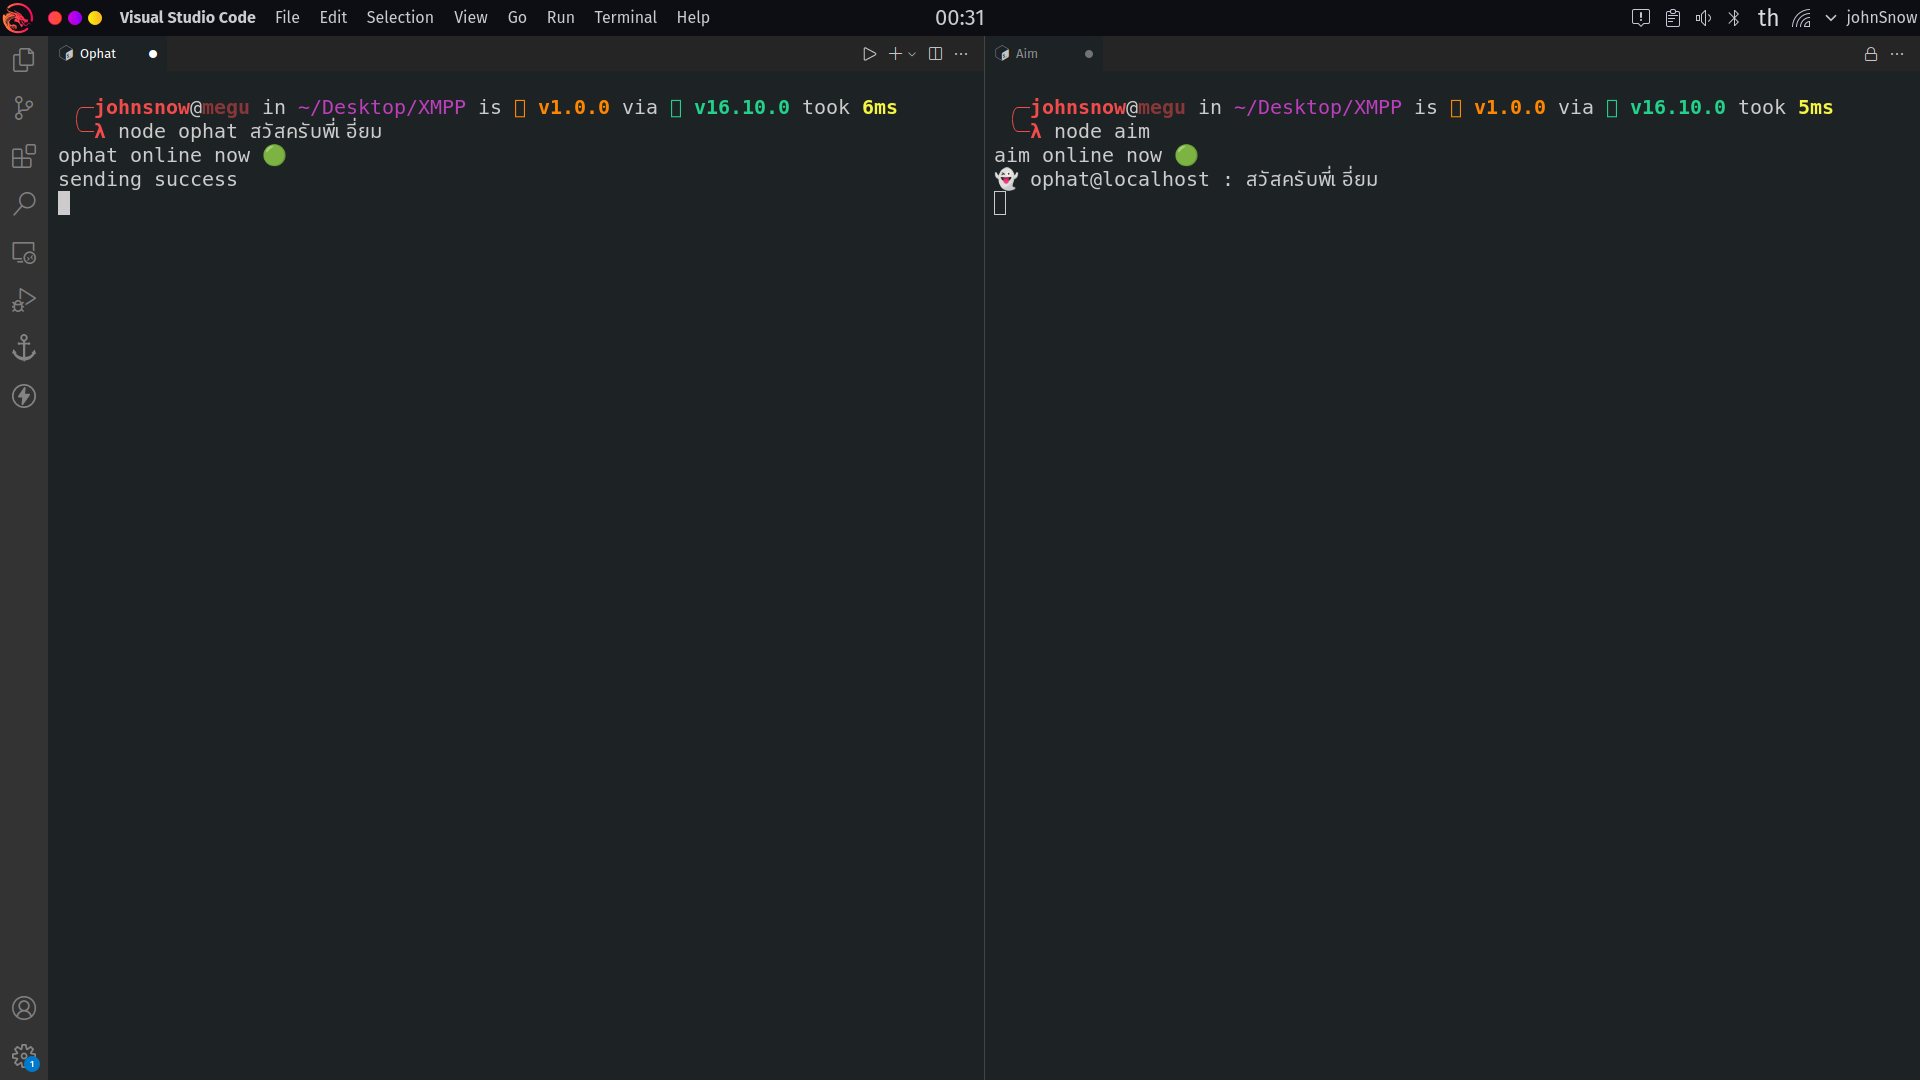 Visual Studio Code File Edit Selection View Go Run Terminal Help 00:31 th johnSnow
Ophat
johnsnow@megu in ~/Desktop/XMPP is v1.0.0 via v16.10.0 took 6ms
λ node ophat สวัสครับพี่เอี่ยม
ophat online now 🟢
sending success
Aim
johnsnow@megu in ~/Desktop/XMPP is v1.0.0 via v16.10.0 took 5ms
λ node aim
aim online now 🟢
👻 ophat@localhost : สวัสครับพี่เอี่ยม
1